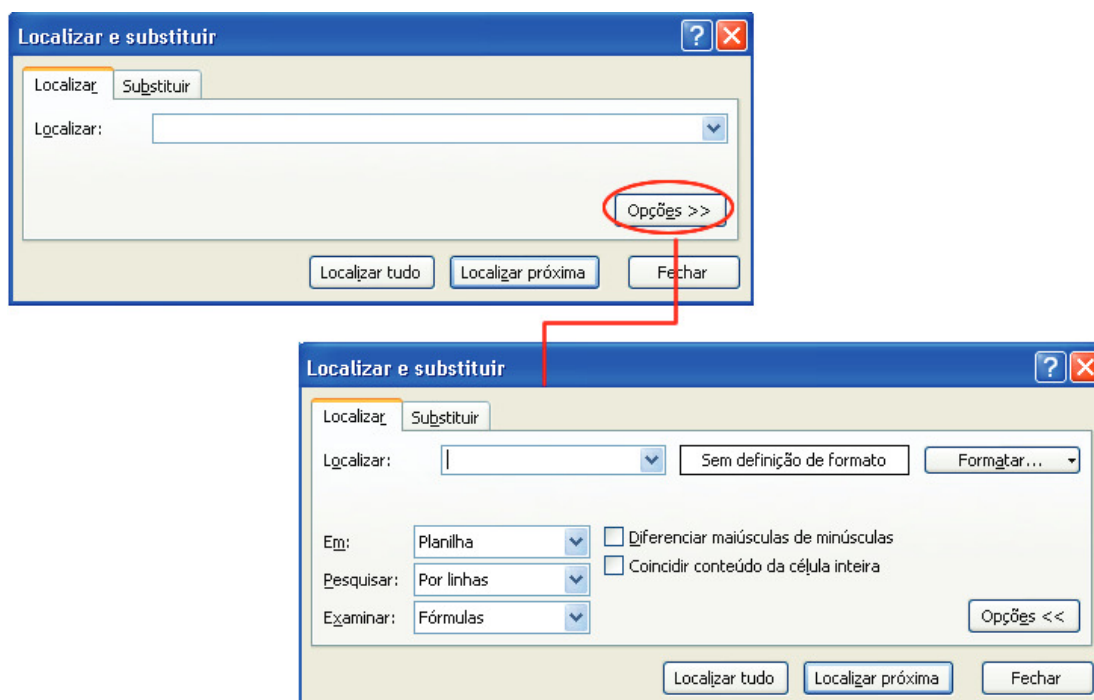 Localizar e substituir
Localizar Substituir
Localizar:
Opções >>
Localizar tudo Localizar próxima Fechar
Localizar e substituir
Localizar Substituir
Localizar: Sem definição de formato Formatar...
Em: Planilha Diferenciar maiúsculas de minúsculas
Pesquisar: Por linhas Coincidir conteúdo da célula inteira
Examinar: Fórmulas Opções <<
Localizar tudo Localizar próxima Fechar